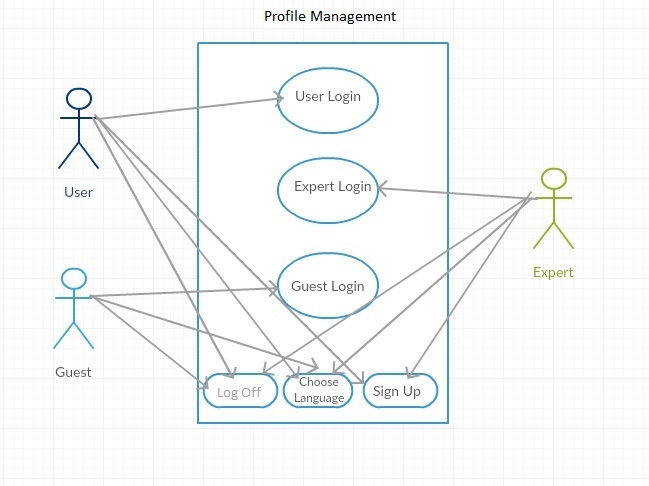 Profile Management
User Login
User
Expert Login
Guest Login
Expert
Guest
Log Off
Choose
Language
Sign Up